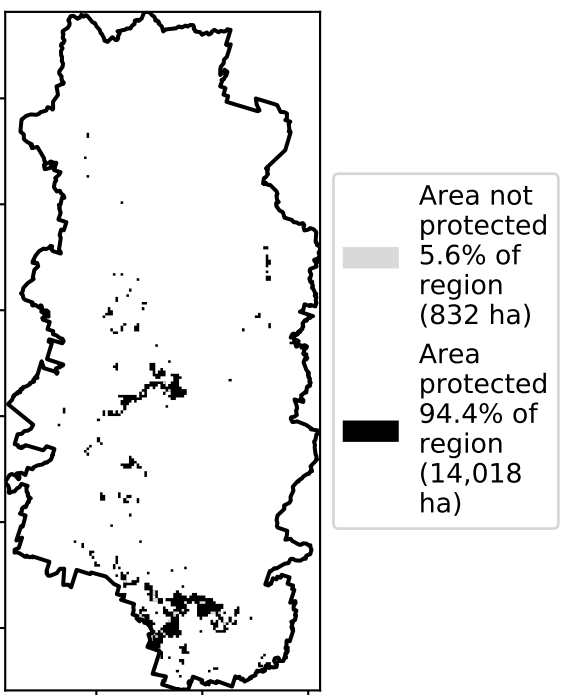 Area not
protected
5.6% of
region
(832 ha)
Area
protected
94.4% of
region
(14,018
ha)